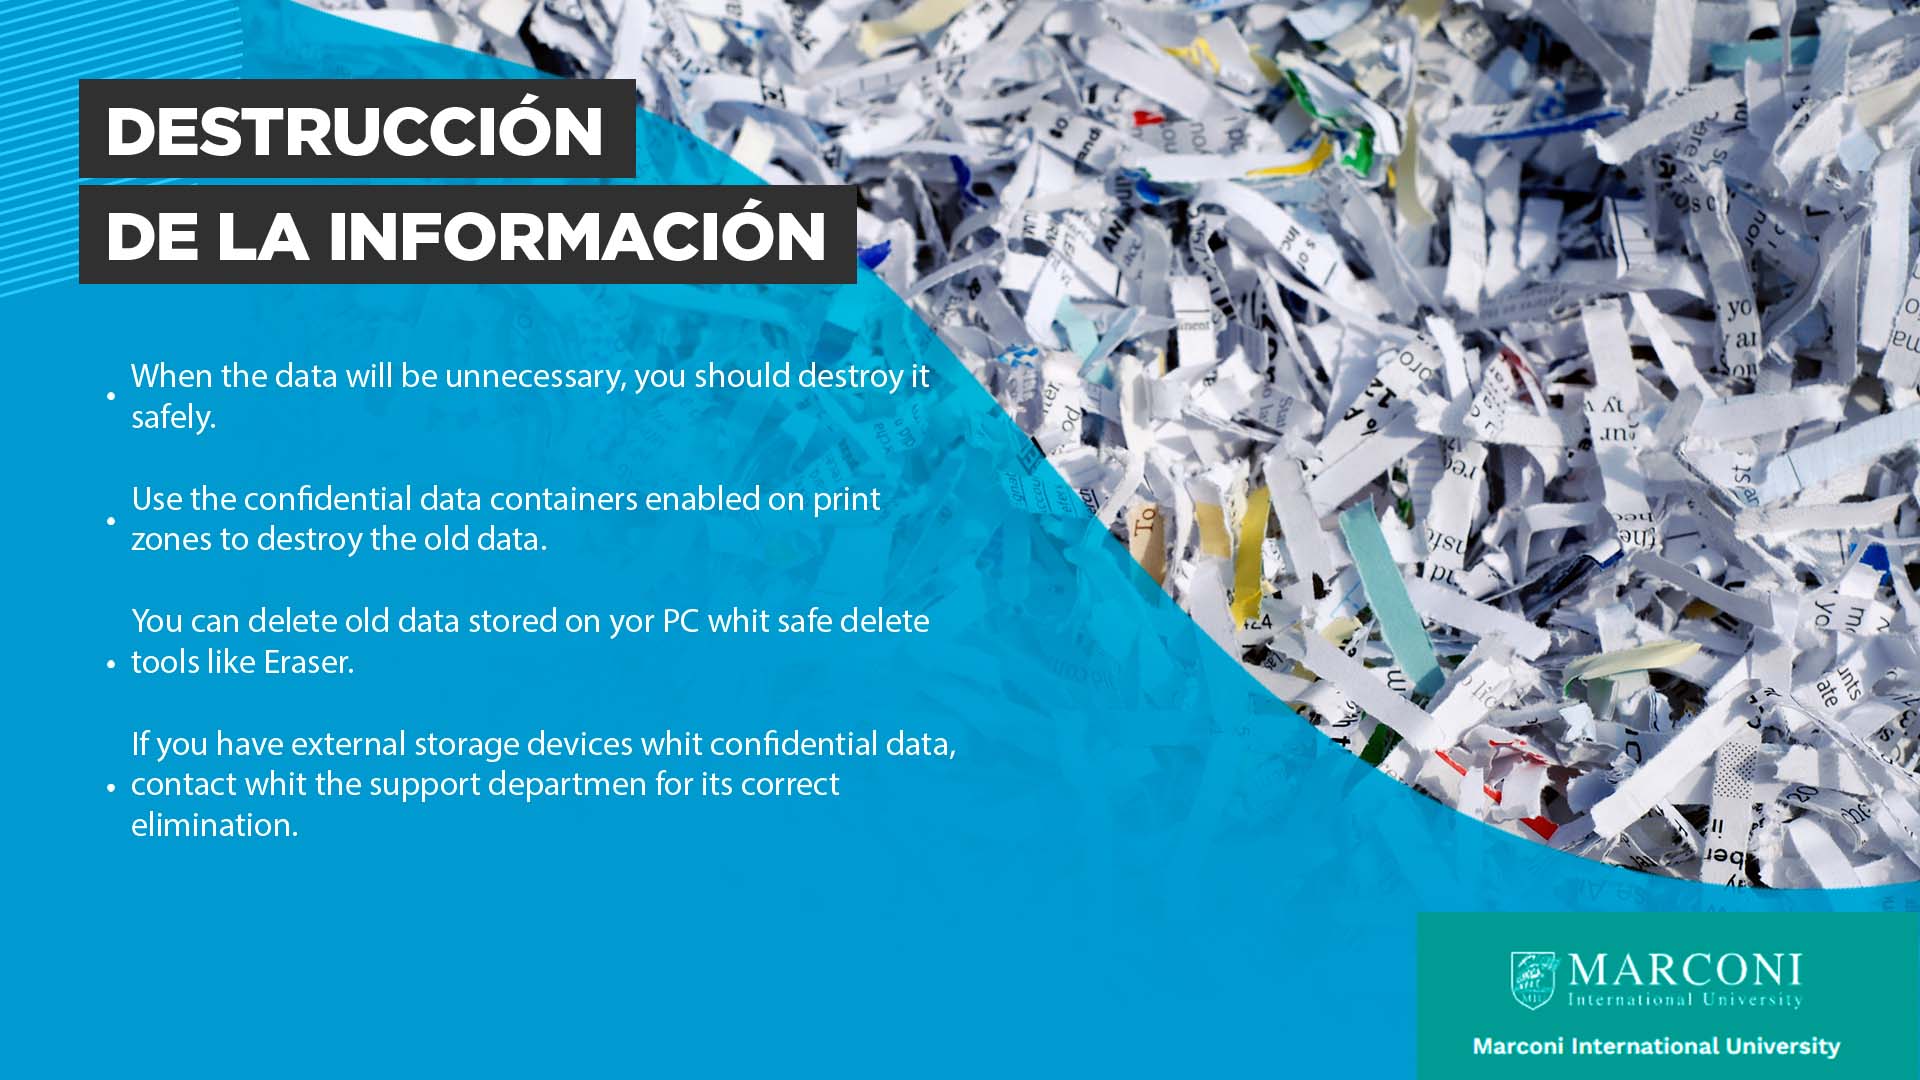 DESTRUCCIÓN
DE LA INFORMACIÓN
• When the data will be unnecessary, you should destroy it
safely.
• Use the confidential data containers enabled on print
zones to destroy the old data.
• You can delete old data stored on yor PC whit safe delete
tools like Eraser.
• If you have external storage devices whit confidential data,
contact whit the support departmen for its correct
elimination.
MARCONI
International University
Marconi International University